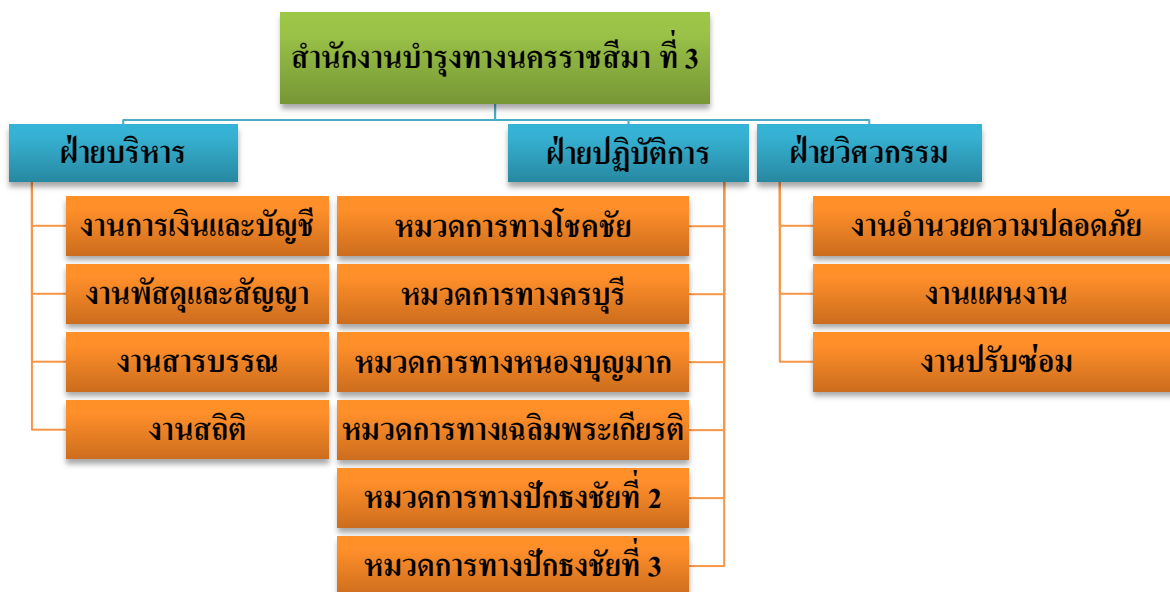 สำนักงานบำรุงทางนครราชสีมา ที่ 3
ฝ่ายบริหาร
งานการเงินและบัญชี
งานพัสดุและสัญญา
งานสารบรรณ
งานสถิติ
ฝ่ายปฏิบัติการ
หมวดการทางโชคชัย
หมวดการทางครบุรี
หมวดการทางหนองบุญมาก
หมวดการทางเฉลิมพระเกียรติ
หมวดการทางปักธงชัยที่ 2
หมวดการทางปักธงชัยที่ 3
ฝ่ายวิศวกรรม
งานอำนวยความปลอดภัย
งานแผนงาน
งานปรับซ่อม